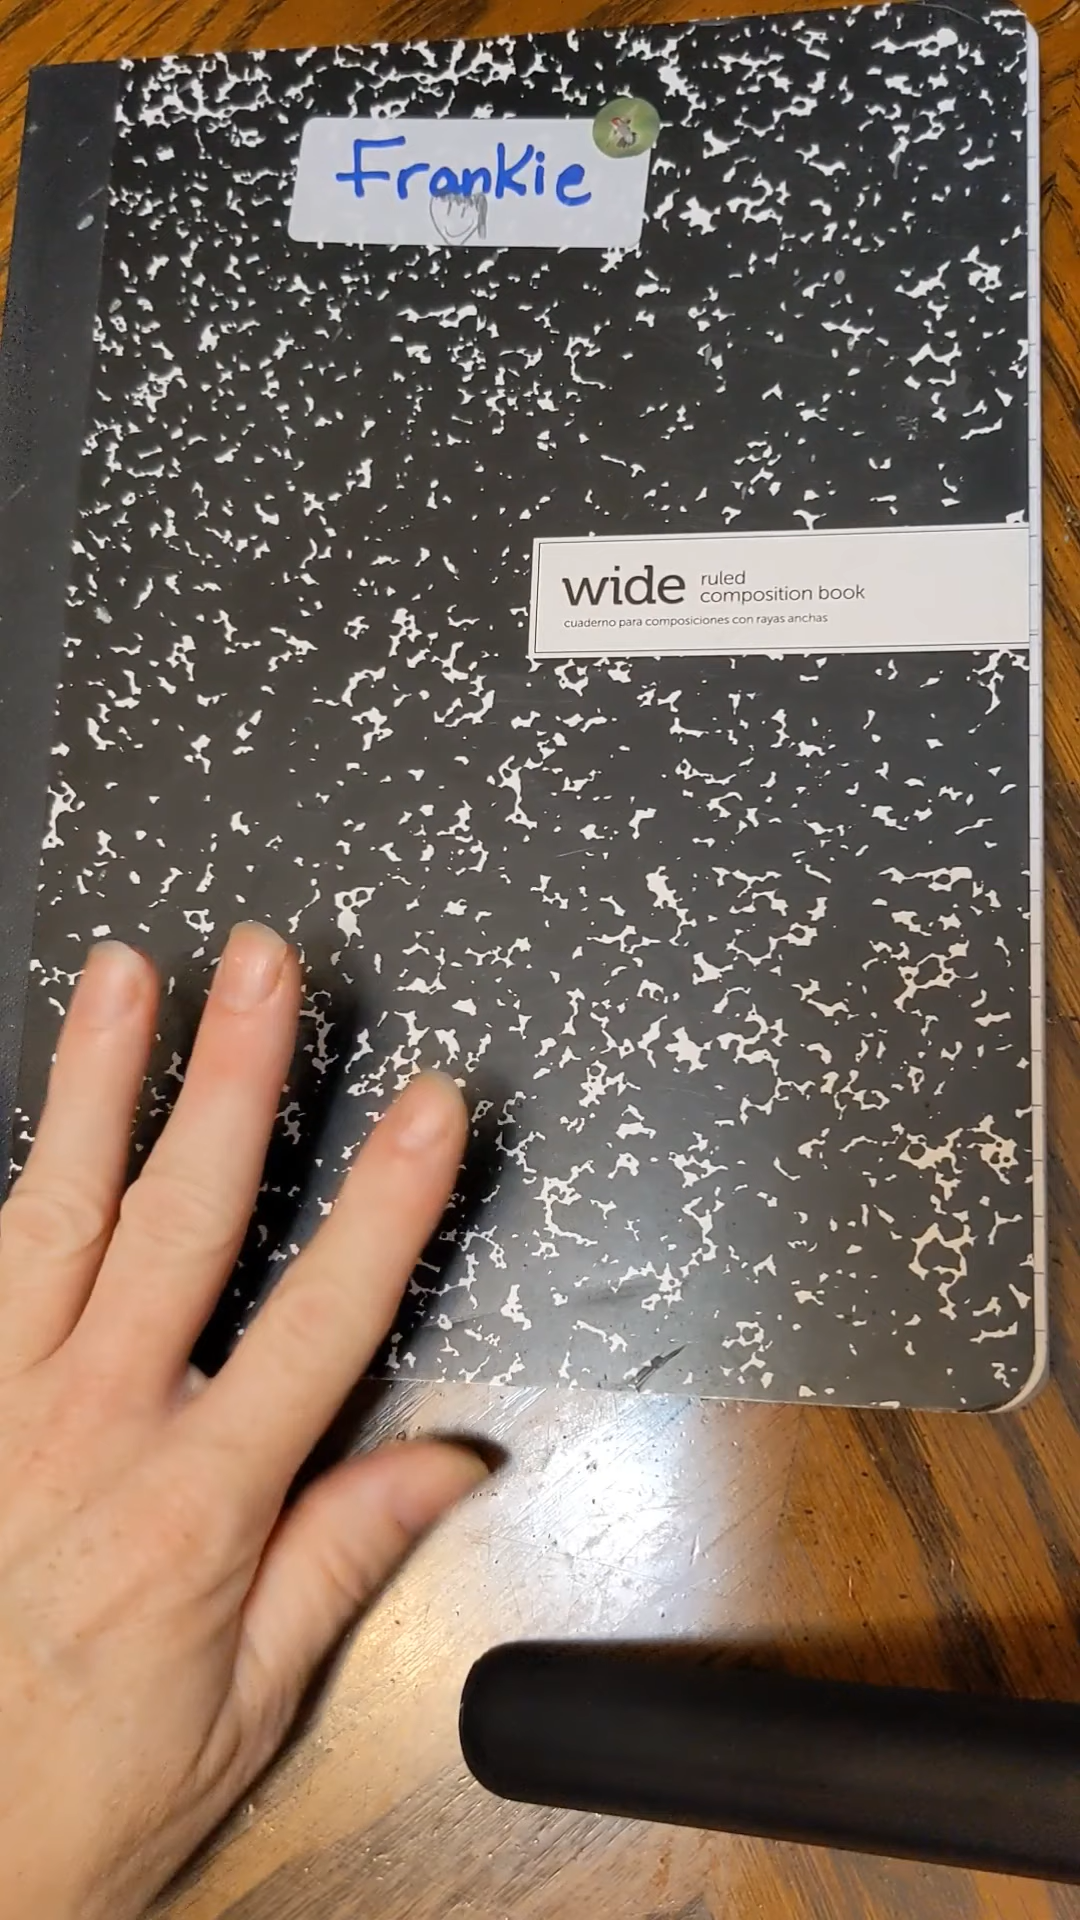 Frankie
wide ruled
composition book
cuaderno para composiciones con rayas anchas